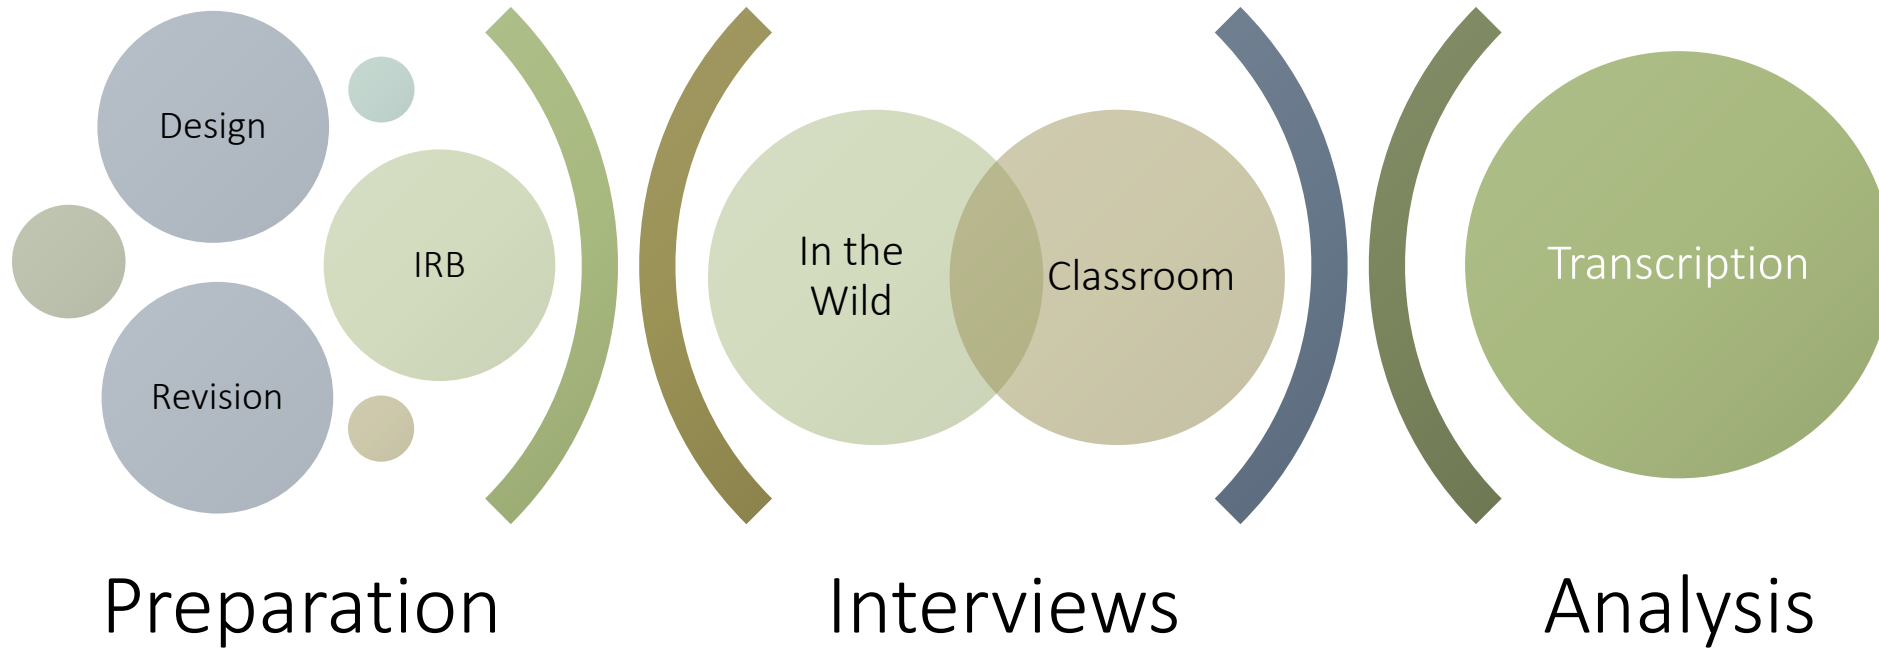 Design
IRB
Revision
Preparation
In the
Wild
Classroom
Interviews
Transcription
Analysis